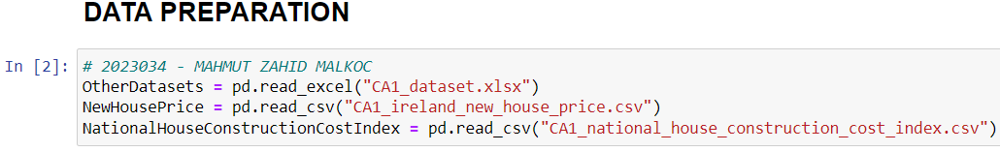 DATA PREPARATION
In [2]: # 2023034 - MAHMUT ZAHID MALKOC
OtherDatasets = pd.read_excel("CA1_dataset.xlsx")
NewHousePrice = pd.read_csv("CA1_ireland_new_house_price.csv")
NationalHouseConstructionCostIndex = pd.read_csv("CA1_national_house_construction_cost_index.csv")